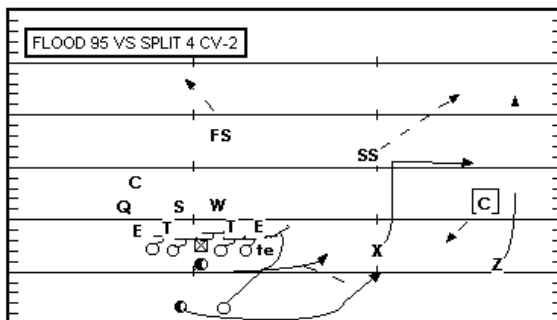 FLOOD 95 VS SPLIT 4 CV-2
FS
SS
C
Q S W [C]
E T T E
te X Z